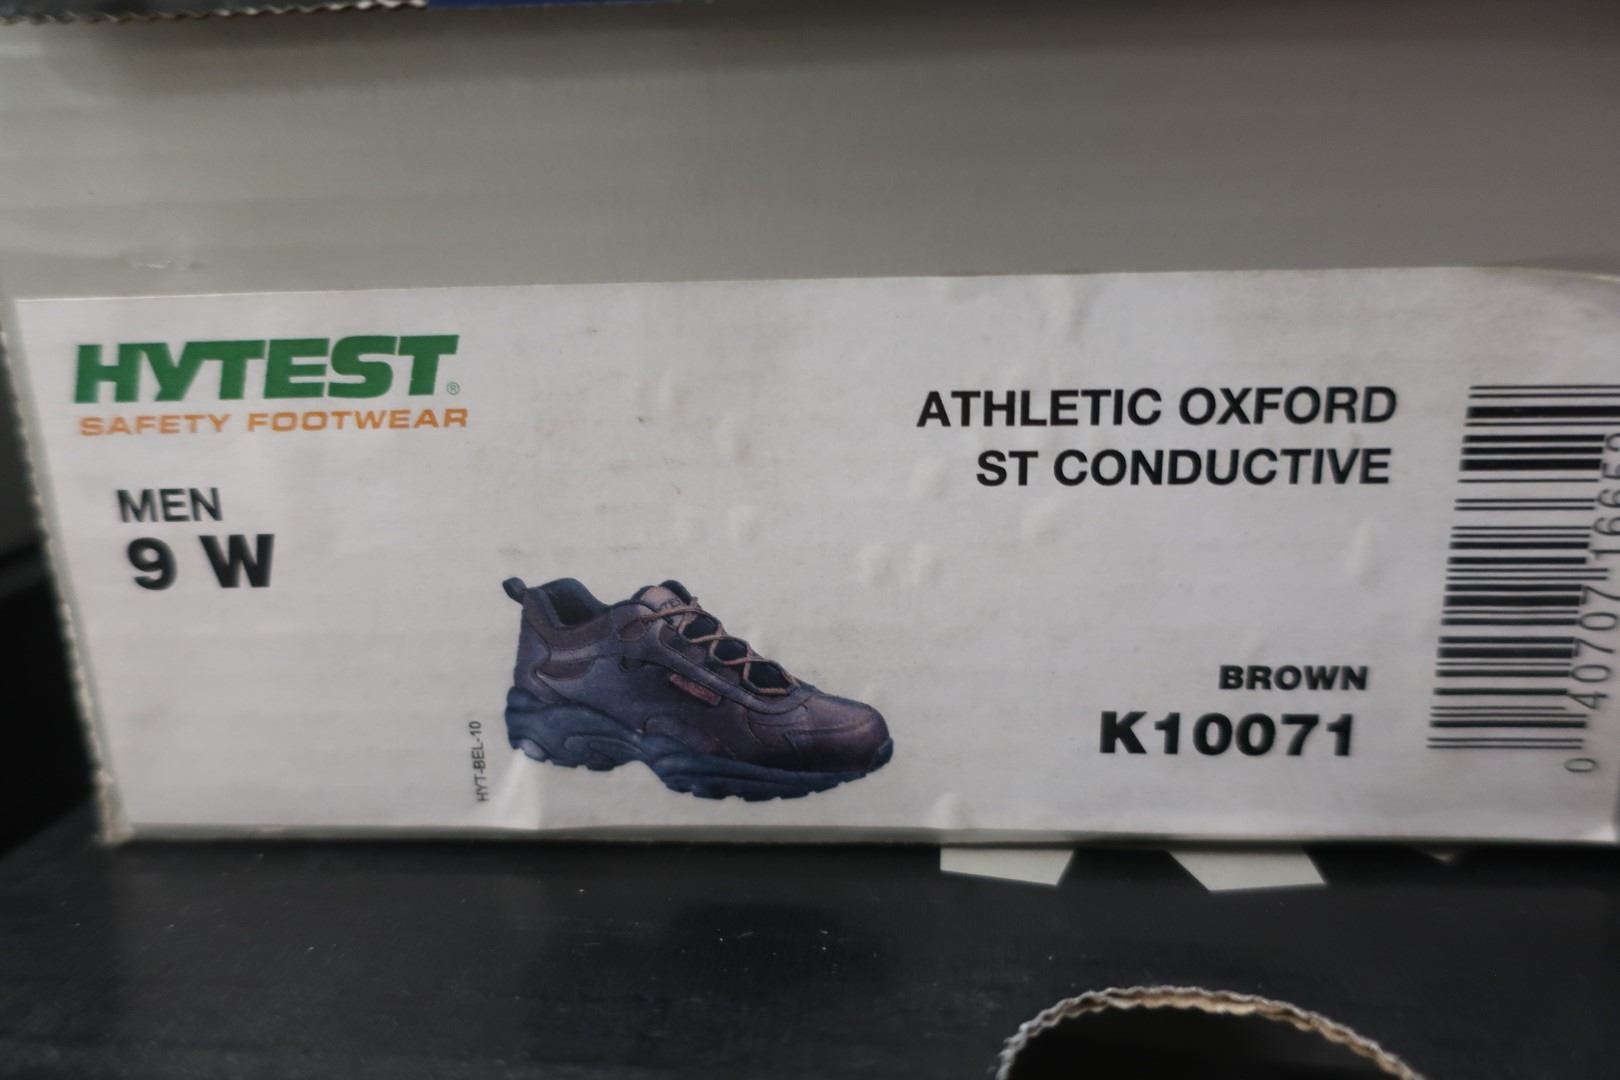 HYTEST®
SAFETY FOOTWEAR
MEN
9 W
ATHLETIC OXFORD
ST CONDUCTIVE
HYT-BEL-10
BROWN
K10071